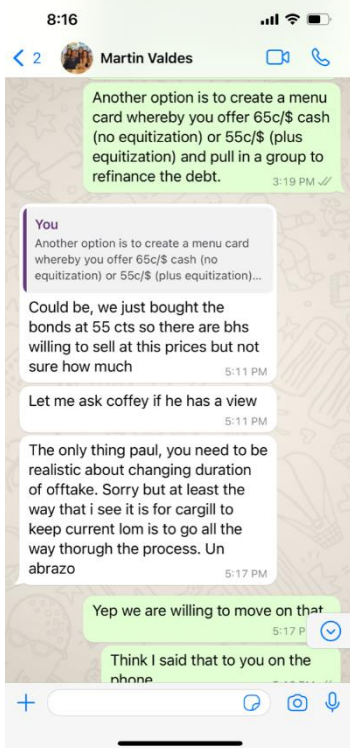 8:16
2
Martin Valdes
Another option is to create a menu
card whereby you offer 65c/$ cash
(no equitization) or 55c/$ (plus
equitization) and pull in a group to
refinance the debt.
3:19 PM
You
Another option is to create a menu
card whereby you offer 65c/$ cash (no
equitization) or 55c/$ (plus equitization)...
Could be, we just bought the
bonds at 55 cts so there are bhs
willing to sell at this prices but not
sure how much
5:11 PM
Let me ask coffey if he has a view
5:11 PM
The only thing paul, you need to be
realistic about changing duration
of offtake. Sorry but at least the
way that i see it is for cargill to
keep current lom is to go all the
way thorugh the process. Un
abrazo
5:17 PM
Yep we are willing to move on that
5:17 P
Think I said that to you on the
phone